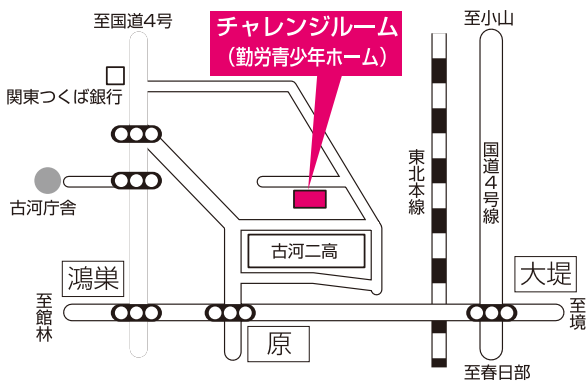 至国道4号
チャレンジルーム
（勤労青少年ホーム）
至小山
関東つくば銀行
東北本線
国道4号線
古河庁舎
古河二高
鴻巣
大堤
至館林
至境
原
至春日部